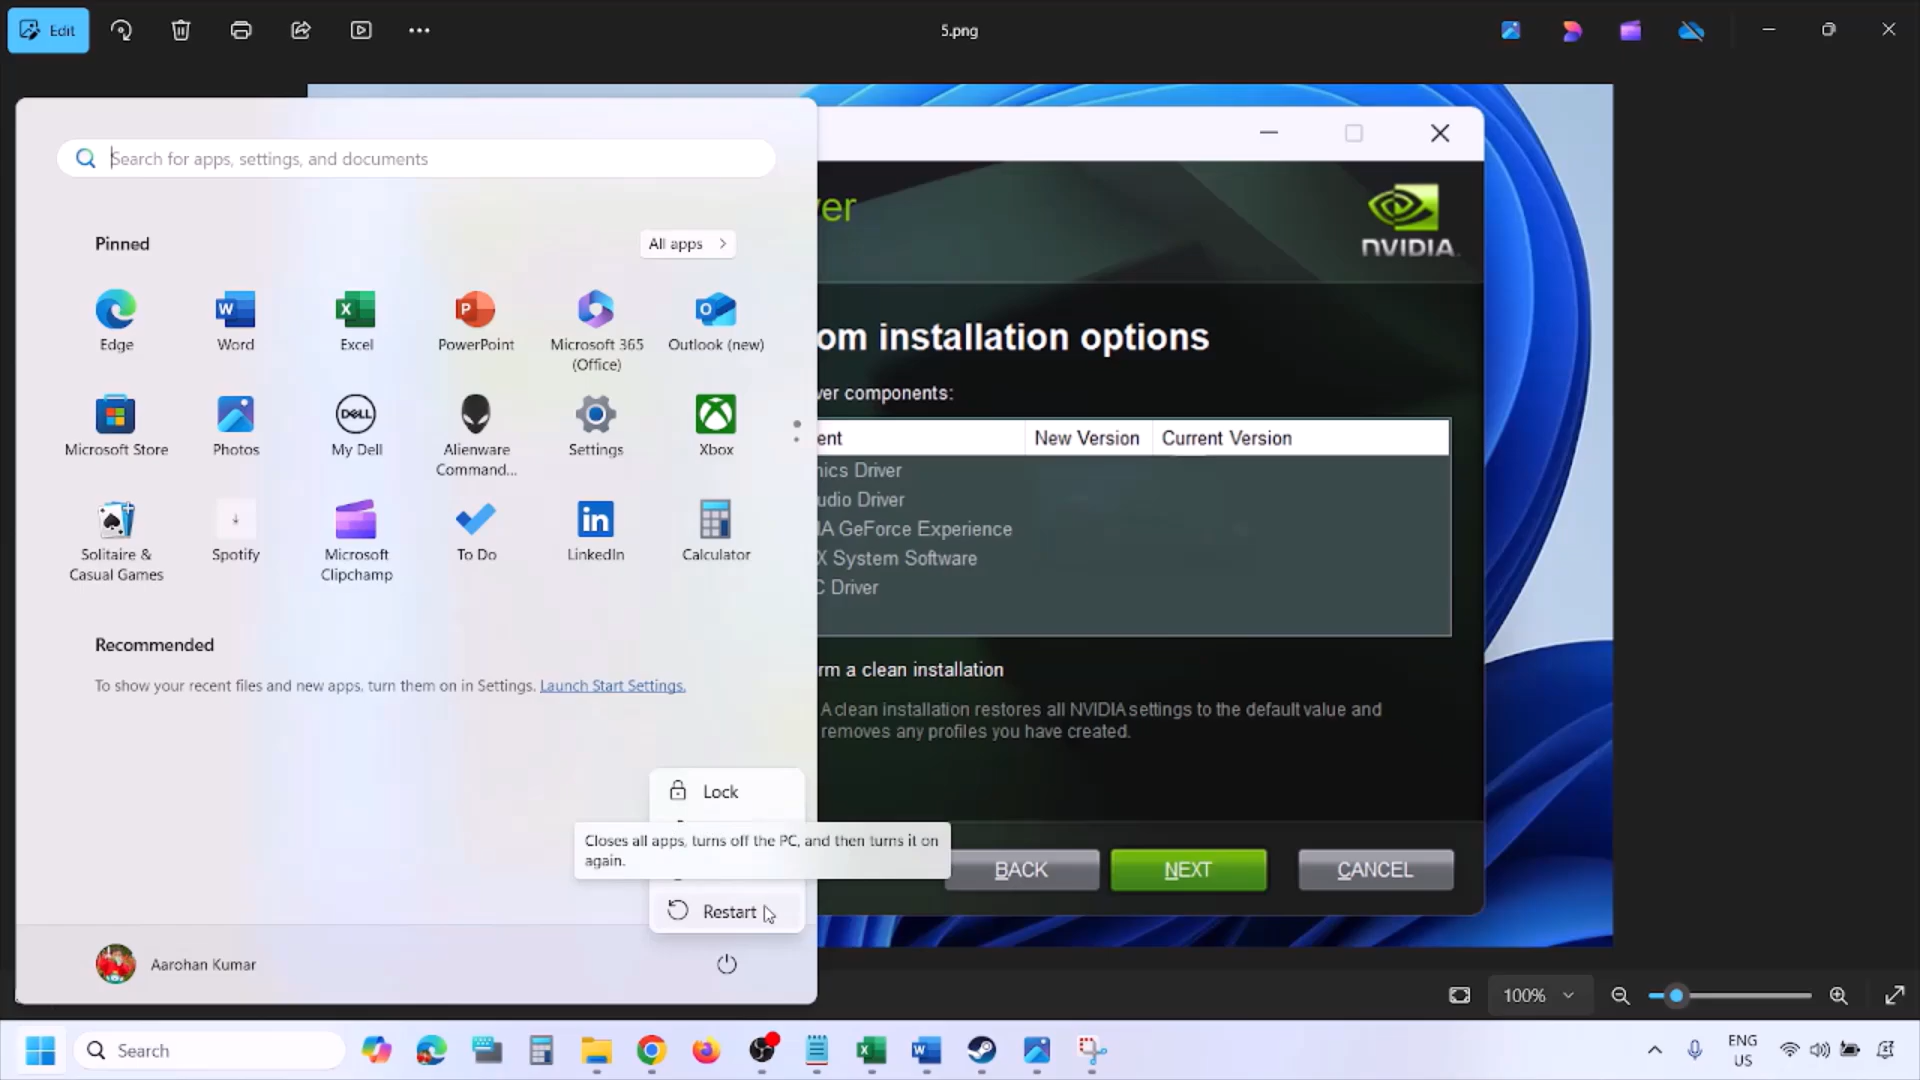 Edit
5.png
Search for apps, settings, and documents
Pinned
All apps
Edge
Word
Excel
PowerPoint
Microsoft 365
(Office)
Outlook (new)
Microsoft Store
Photos
My Dell
Alienware
Command...
Settings
Xbox
Solitaire &
Casual Games
Spotify
Microsoft
Clipchamp
To Do
LinkedIn
Calculator
Recommended
To show your recent files and new apps, turn them on in Settings. Launch Start Settings.
Lock
Closes all apps, turns off the PC, and then turns it on
again.
Restart
Aarohan Kumar
ver
NVIDIA
om installation options
ver components:
ent New Version Current Version
nics Driver
udio Driver
IA GeForce Experience
X System Software
C Driver
rm a clean installation
A clean installation restores all NVIDIA settings to the default value and
removes any profiles you have created.
BACK NEXT CANCEL
100%
Search
ENG
US